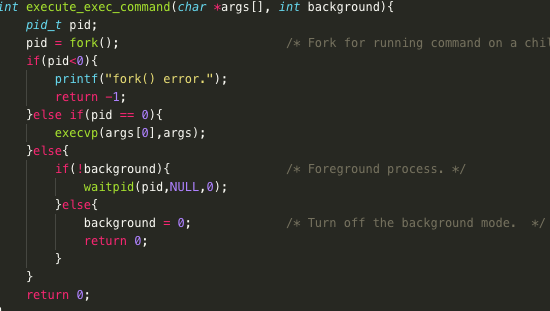 int execute_exec_command(char *args[], int background){
pid_t pid;
pid = fork(); /* Fork for running command on a chi
if(pid<0){
printf("fork() error.");
return -1;
}else if(pid == 0){
execvp(args[0],args);
}else{
if(!background){ /* Foreground process. */
waitpid(pid,NULL,0);
}else{
background = 0; /* Turn off the background mode. */
return 0;
}
}
return 0;